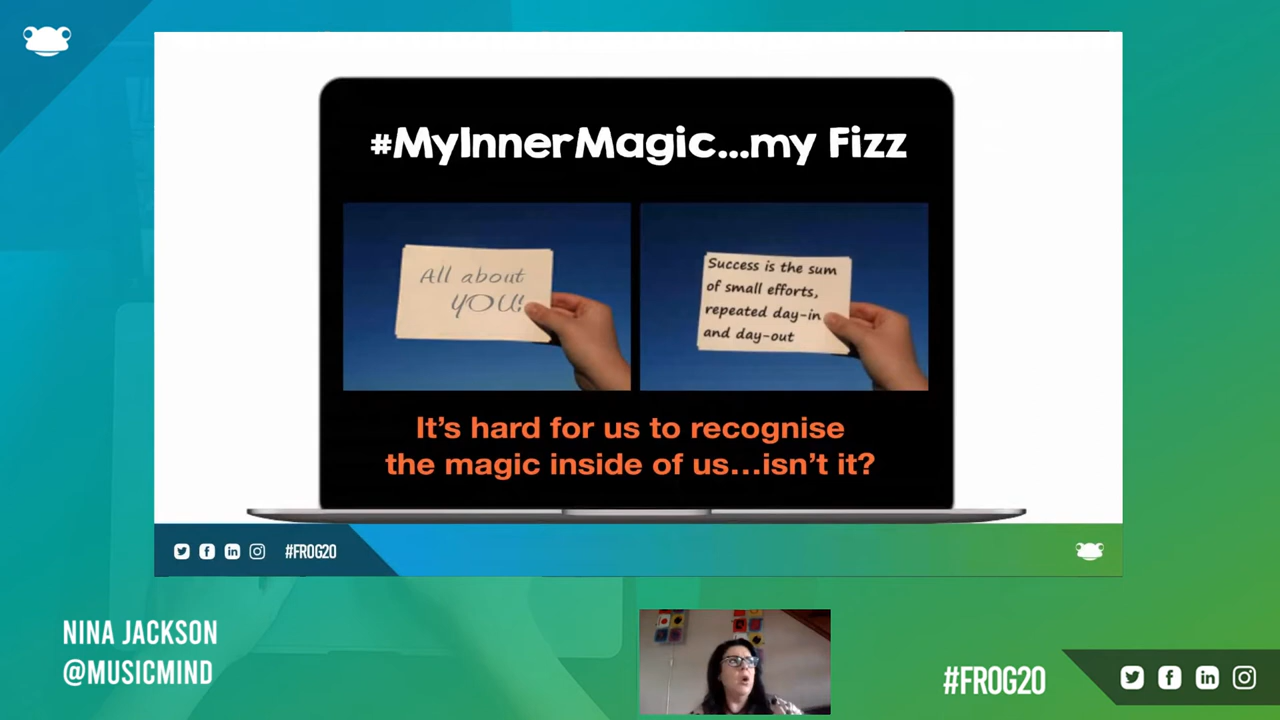 #MyInnerMagic...my Fizz
All about
YOU!
Success is the sum
of small efforts,
repeated day-in
and day-out
It's hard for us to recognise
the magic inside of us...isn't it?
#FROG20
NINA JACKSON
@MUSICMIND
#FROG20